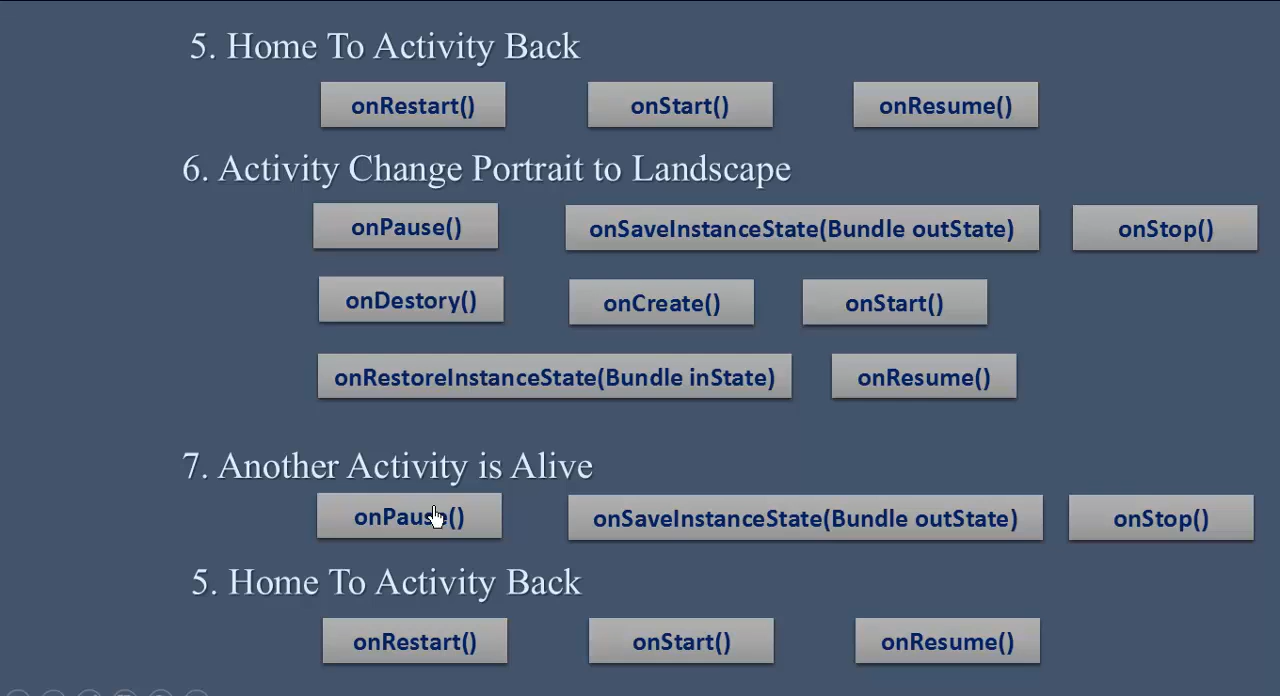 5. Home To Activity Back
onRestart() onStart() onResume()
6. Activity Change Portrait to Landscape
onPause() onSaveInstanceState(Bundle outState) onStop()
onDestory() onCreate() onStart()
onRestoreInstanceState(Bundle inState) onResume()
7. Another Activity is Alive
onPause() onSaveInstanceState(Bundle outState) onStop()
5. Home To Activity Back
onRestart() onStart() onResume()